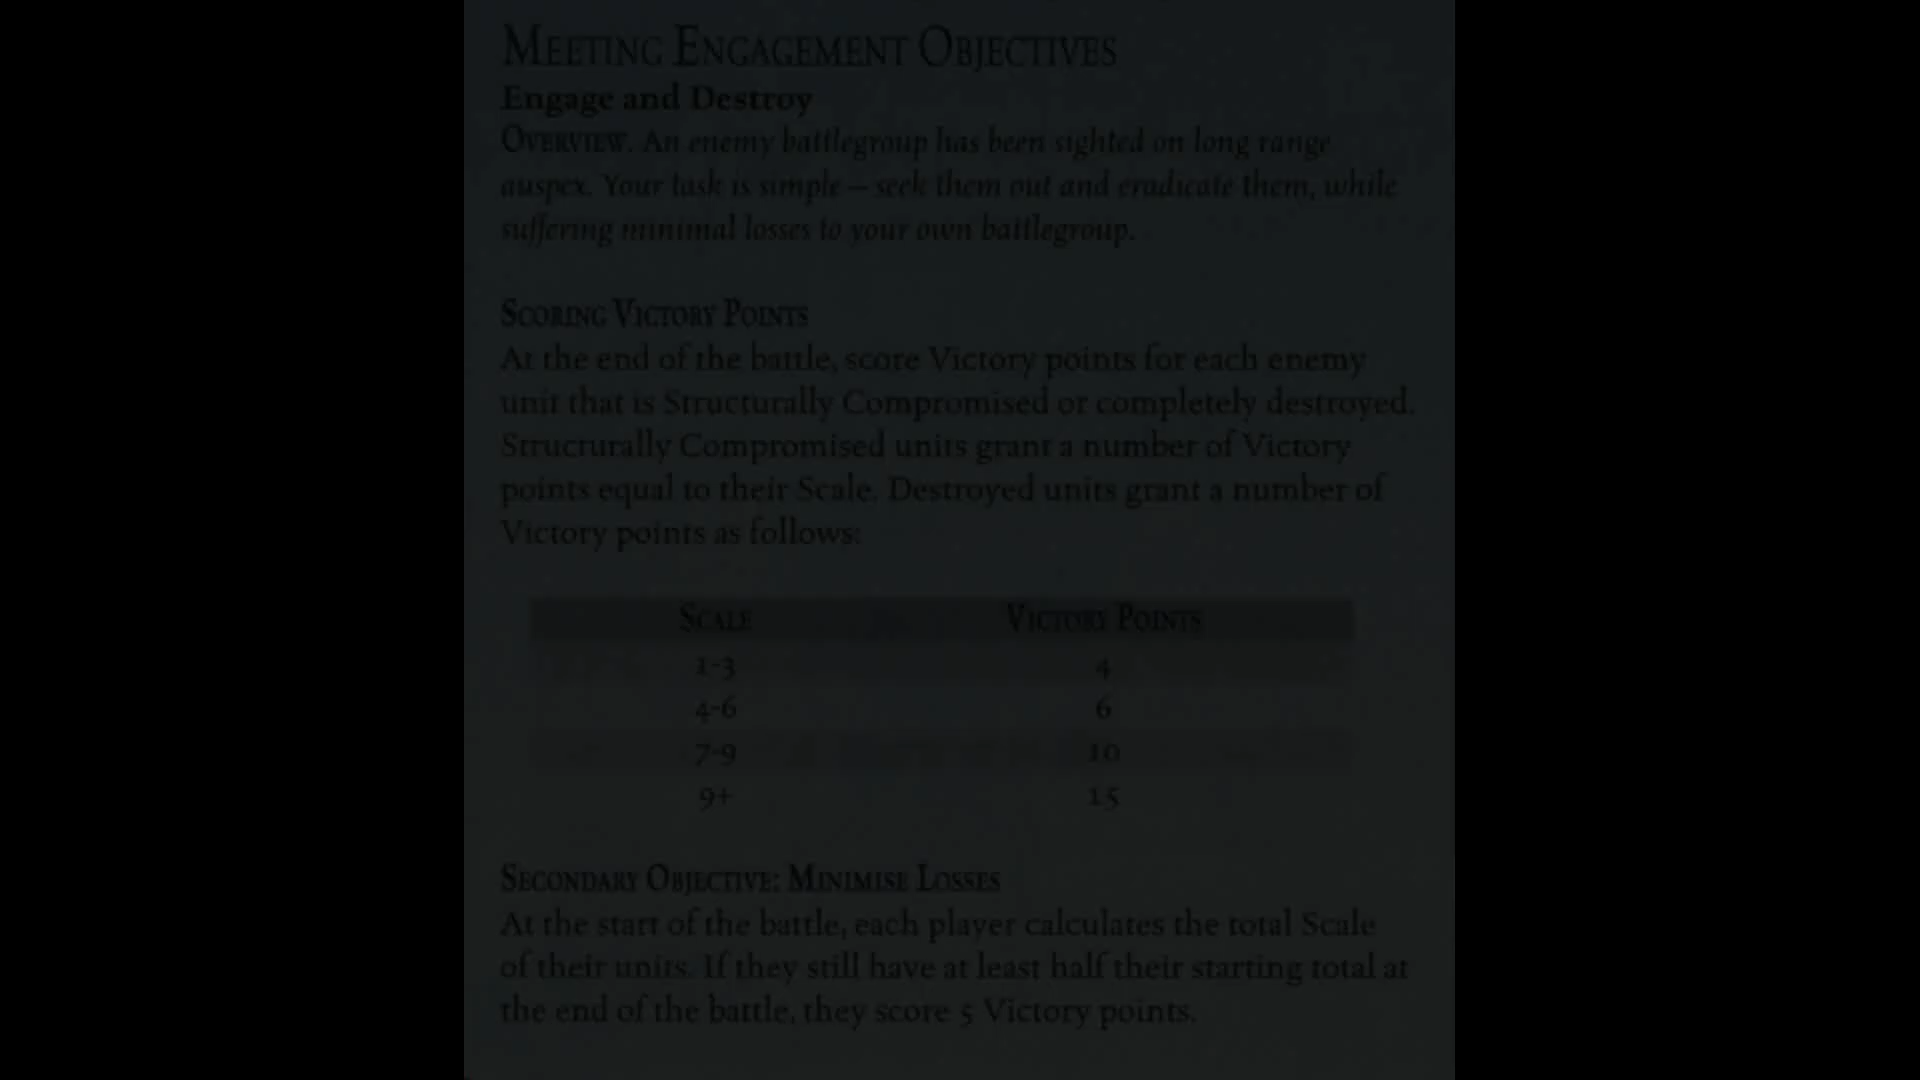 MEETING ENGAGEMENT OBJECTIVES
Engage and Destroy
OVERVIEW. An enemy battlegroup has been sighted on long range
auspex. Your task is simple – seek them out and eradicate them, while
suffering minimal losses to your own battlegroup.
SCORING VICTORY POINTS
At the end of the battle, score Victory points for each enemy
unit that is Structurally Compromised or completely destroyed.
Structurally Compromised units grant a number of Victory
points equal to their Scale. Destroyed units grant a number of
Victory points as follows:
SCALE VICTORY POINTS
1-3 4
4-6 6
7-9 10
9+ 15
SECONDARY OBJECTIVE: MINIMISE LOSSES
At the start of the battle, each player calculates the total Scale
of their units. If they still have at least half their starting total at
the end of the battle, they score 5 Victory points.